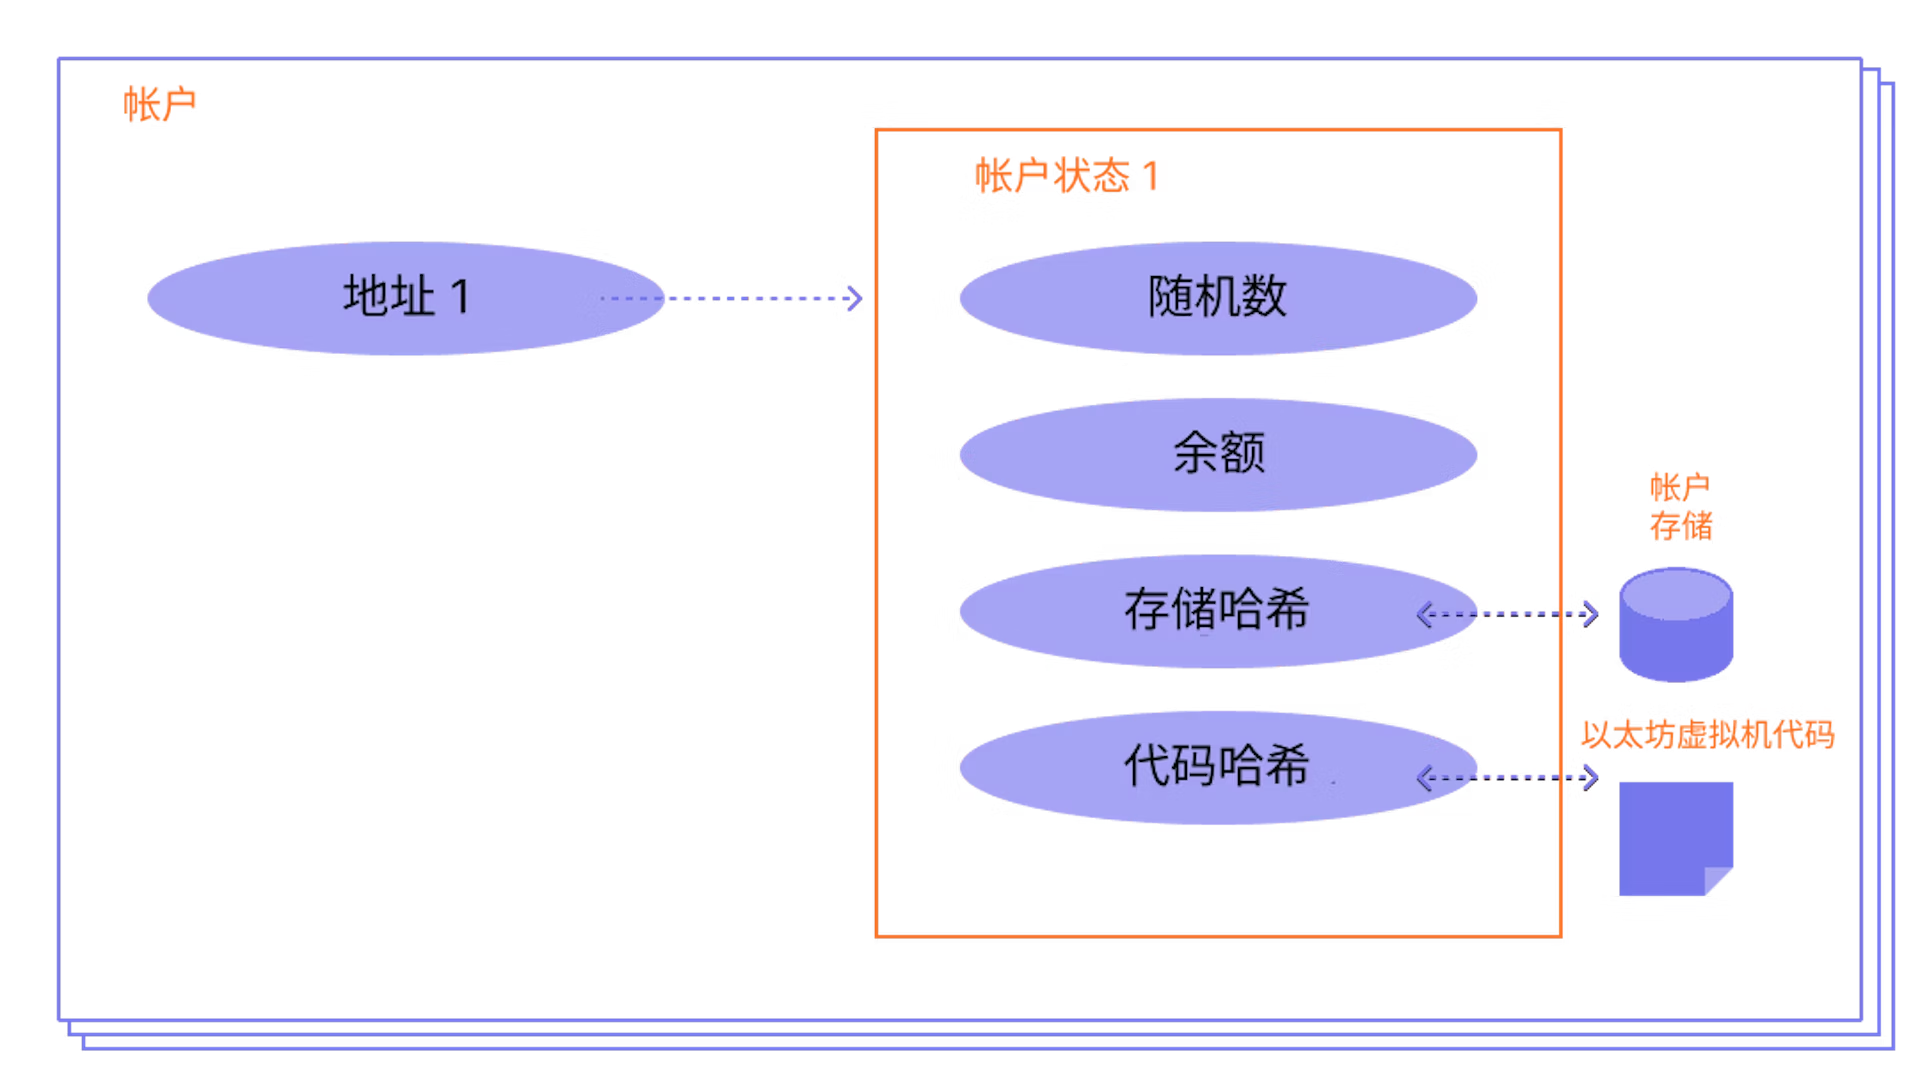 帐户
帐户状态 1
地址 1
随机数
余额
帐户
存储
存储哈希
以太坊虚拟机代码
代码哈希